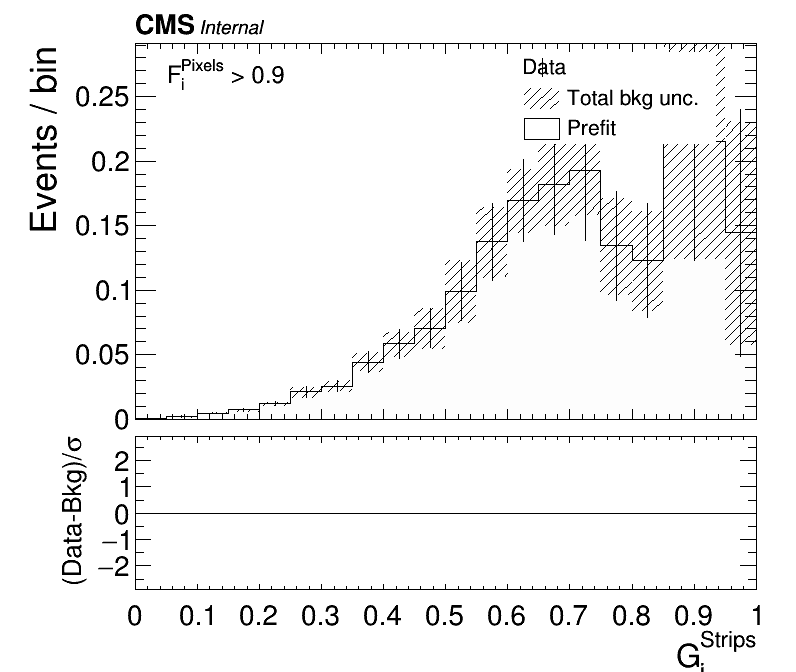 CMS Internal
F_i^Pixels > 0.9
Data
Total bkg unc.
Prefit
Events / bin
0.25
0.2
0.15
0.1
0.05
0
(Data-Bkg)/σ
2
1
0
−1
−2
0 0.1 0.2 0.3 0.4 0.5 0.6 0.7 0.8 0.9 1
G_i^Strips